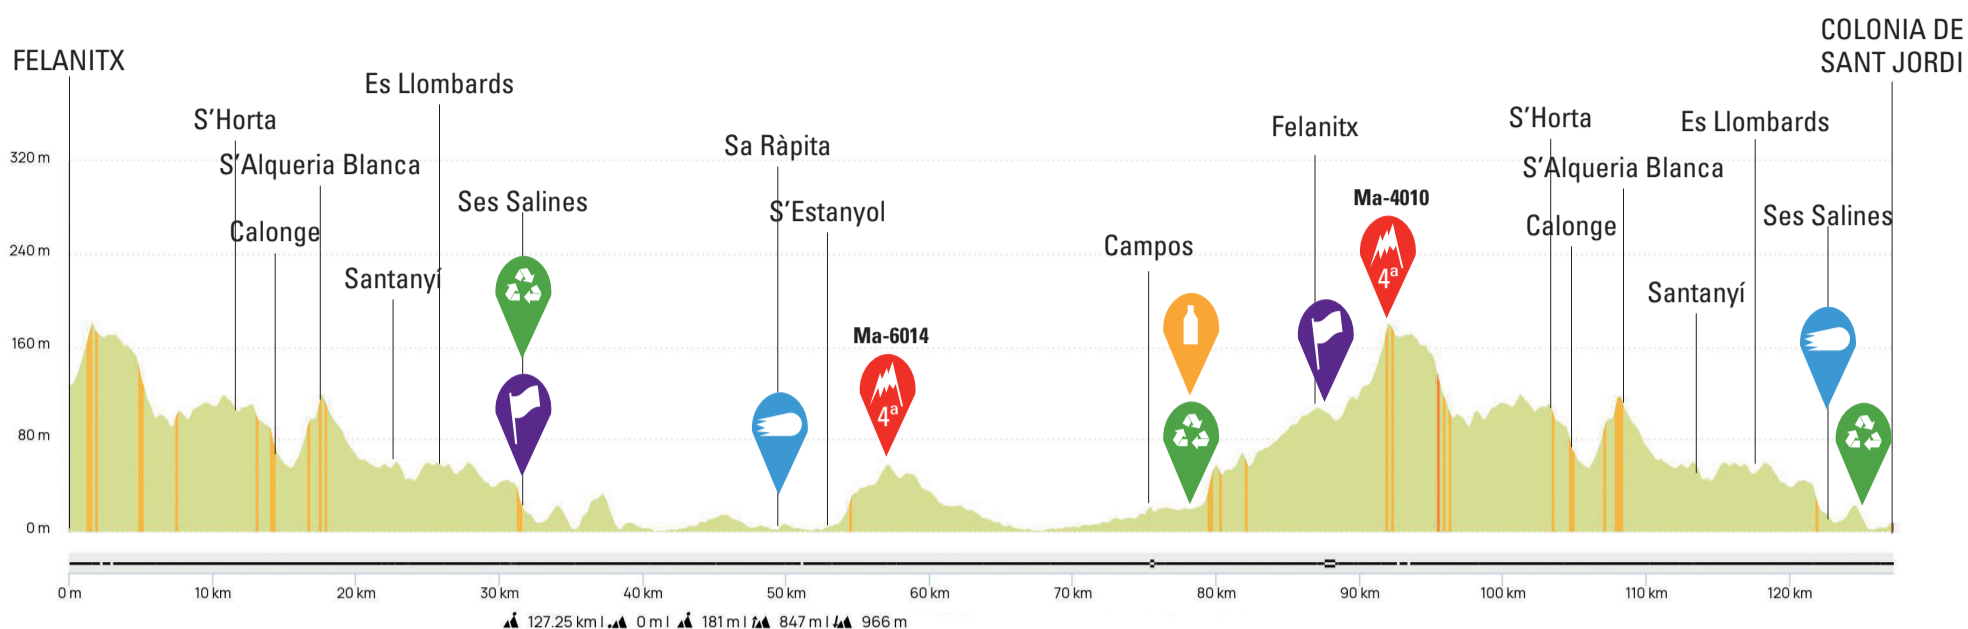 COLONIA DE
SANT JORDI
FELANITX
Es Llombards
S'Horta
S'Alqueria Blanca
Calonge
Santanyí
Ses Salines
Sa Ràpita
S'Estanyol
Ma-6014
4ª
Campos
Felanitx
Ma-4010
4ª
S'Horta
S'Alqueria Blanca
Calonge
Es Llombards
Santanyí
Ses Salines
320 m
240 m
160 m
80 m
0 m
0 m 10 km 20 km 30 km 40 km 50 km 60 km 70 km 80 km 90 km 100 km 110 km 120 km
127.25 km | 0 m | 181 m | 847 m | 966 m